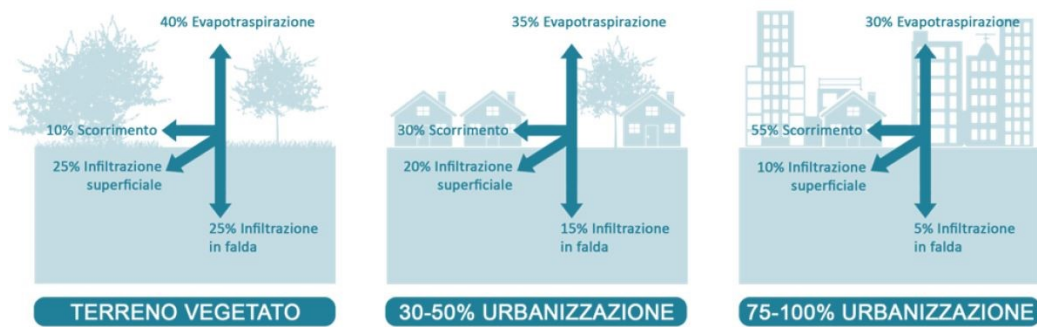 40% Evapotraspirazione
10% Scorrimento
25% Infiltrazione
superficiale
25% Infiltrazione
in falda
TERRENO VEGETATO
35% Evapotraspirazione
30% Scorrimento
20% Infiltrazione
superficiale
15% Infiltrazione
in falda
30-50% URBANIZZAZIONE
30% Evapotraspirazione
55% Scorrimento
10% Infiltrazione
superficiale
5% Infiltrazione
in falda
75-100% URBANIZZAZIONE